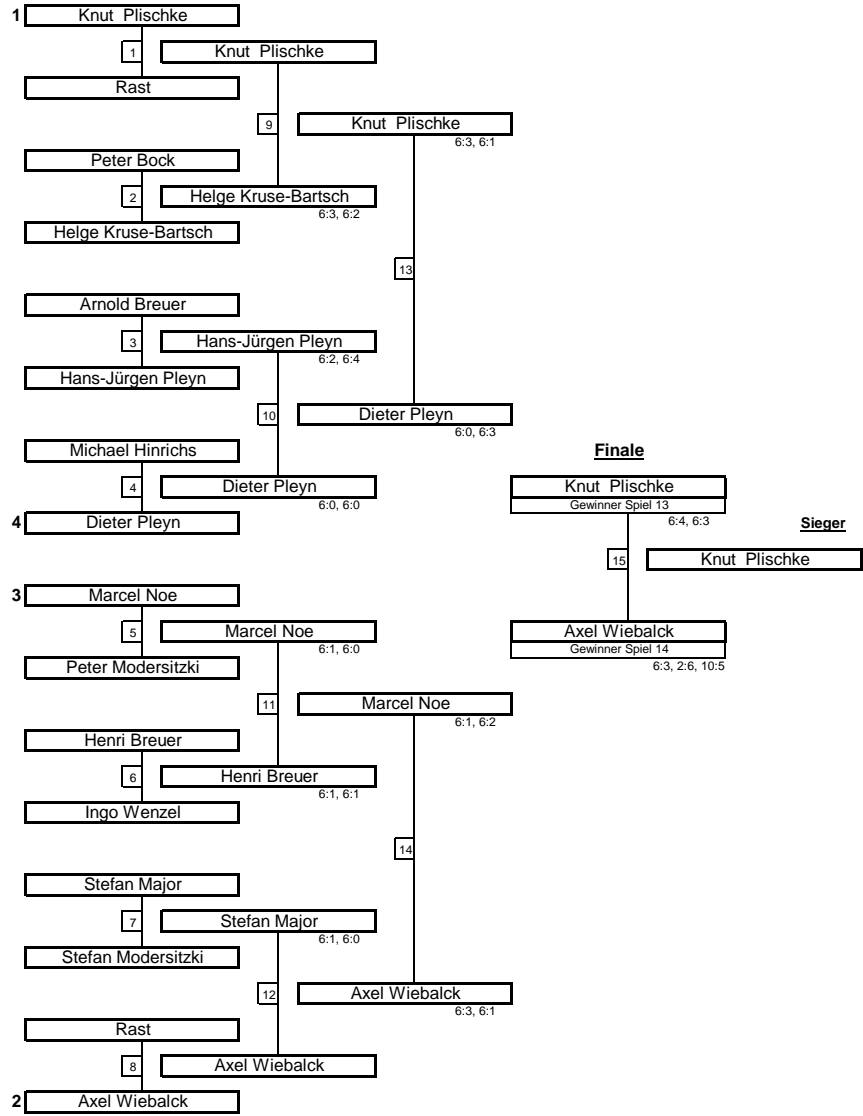 1 Knut Plischke
1 Knut Plischke
Rast
9 Knut Plischke
6:3, 6:1
Peter Bock
2 Helge Kruse-Bartsch
6:3, 6:2
Helge Kruse-Bartsch
13
Arnold Breuer
3 Hans-Jürgen Pleyn
6:2, 6:4
Hans-Jürgen Pleyn
10 Dieter Pleyn
6:0, 6:3
Michael Hinrichs
Finale
4 Dieter Pleyn
6:0, 6:0
Knut Plischke
Gewinner Spiel 13
6:4, 6:3
4 Dieter Pleyn
Sieger
15 Knut Plischke
3 Marcel Noe
5 Marcel Noe
6:1, 6:0
Axel Wiebalck
Gewinner Spiel 14
6:3, 2:6, 10:5
Peter Modersitzki
11 Marcel Noe
6:1, 6:2
Henri Breuer
6 Henri Breuer
6:1, 6:1
Ingo Wenzel
14
Stefan Major
7 Stefan Major
6:1, 6:0
Stefan Modersitzki
12 Axel Wiebalck
6:3, 6:1
Rast
8 Axel Wiebalck
2 Axel Wiebalck